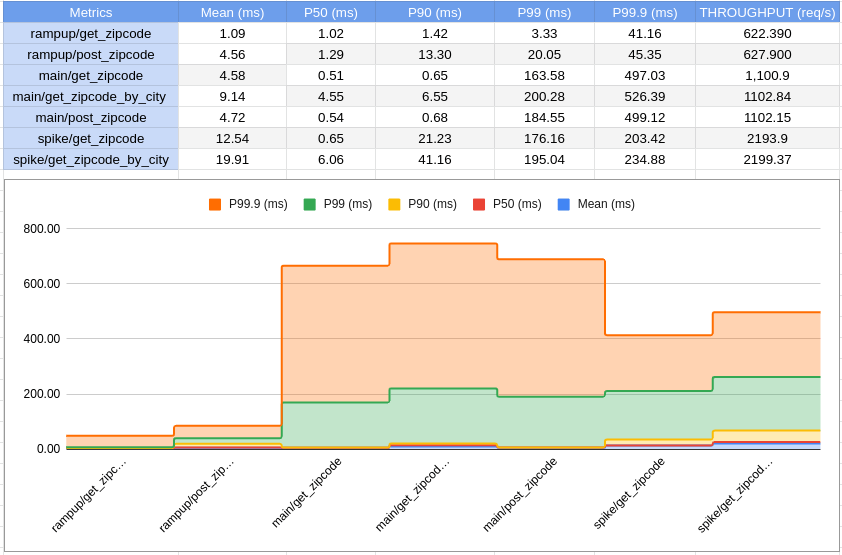 Metrics Mean (ms) P50 (ms) P90 (ms) P99 (ms) P99.9 (ms) THROUGHPUT (req/s)
rampup/get_zipcode 1.09 1.02 1.42 3.33 41.16 622.390
rampup/post_zipcode 4.56 1.29 13.30 20.05 45.35 627.900
main/get_zipcode 4.58 0.51 0.65 163.58 497.03 1,100.9
main/get_zipcode_by_city 9.14 4.55 6.55 200.28 526.39 1102.84
main/post_zipcode 4.72 0.54 0.68 184.55 499.12 1102.15
spike/get_zipcode 12.54 0.65 21.23 176.16 203.42 2193.9
spike/get_zipcode_by_city 19.91 6.06 41.16 195.04 234.88 2199.37
P99.9 (ms) P99 (ms) P90 (ms) P50 (ms) Mean (ms)
800.00
600.00
400.00
200.00
0.00
rampup/get_zipc...
rampup/post_zip...
main/get_zipcode
main/get_zipcod...
main/post_zipcode
spike/get_zipcode
spike/get_zipcod...